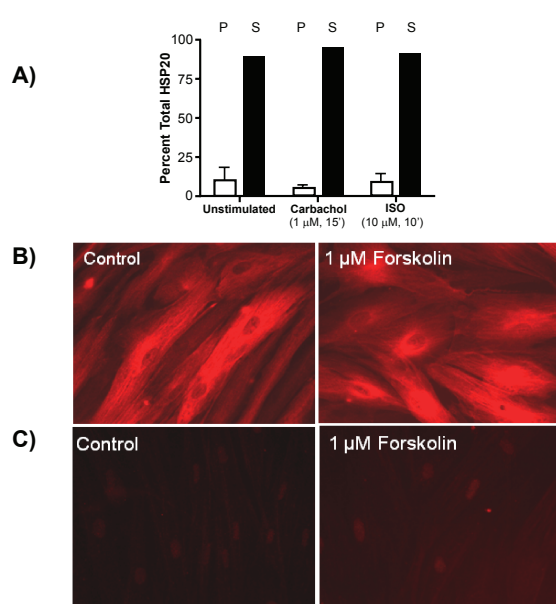 P S P S P S
A)
Percent Total HSP20
100
75
50
25
0
Unstimulated Carbachol ISO
(1 µM, 15') (10 µM, 10')
B)
Control
1 µM Forskolin
C)
Control
1 µM Forskolin